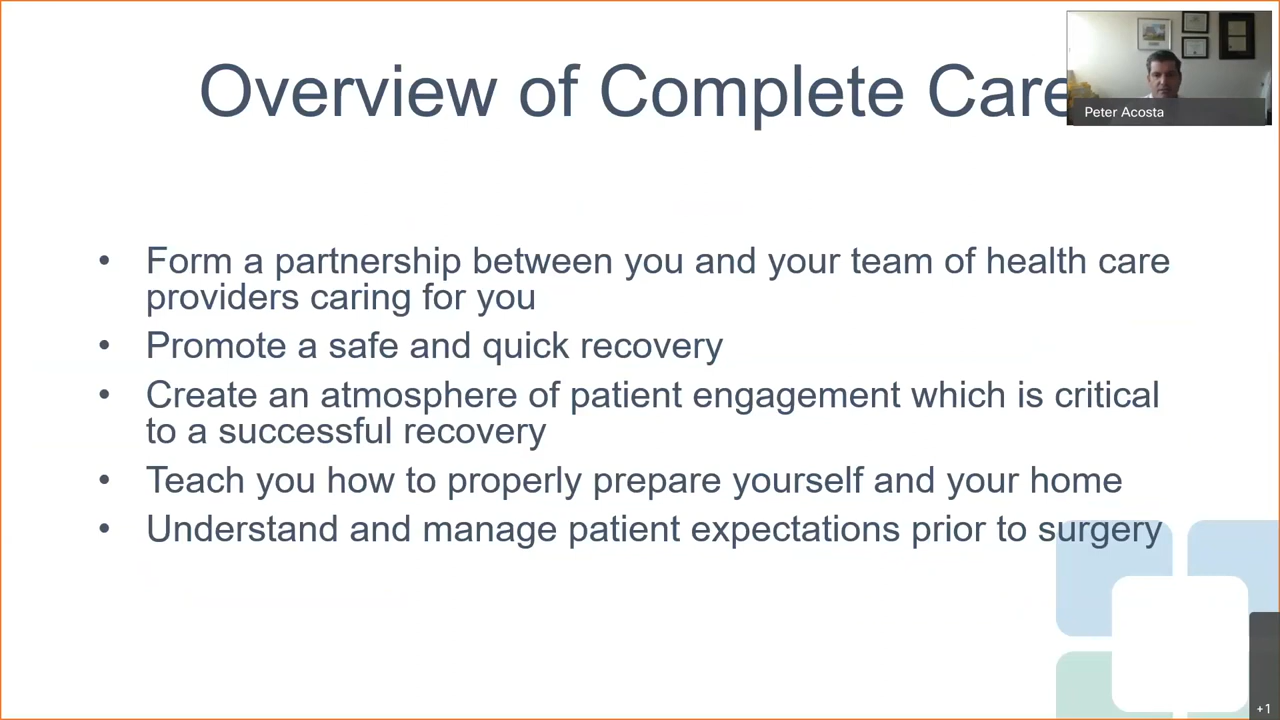 Overview of Complete Care
Peter Acosta
• Form a partnership between you and your team of health care
providers caring for you
• Promote a safe and quick recovery
• Create an atmosphere of patient engagement which is critical
to a successful recovery
• Teach you how to properly prepare yourself and your home
• Understand and manage patient expectations prior to surgery
+1